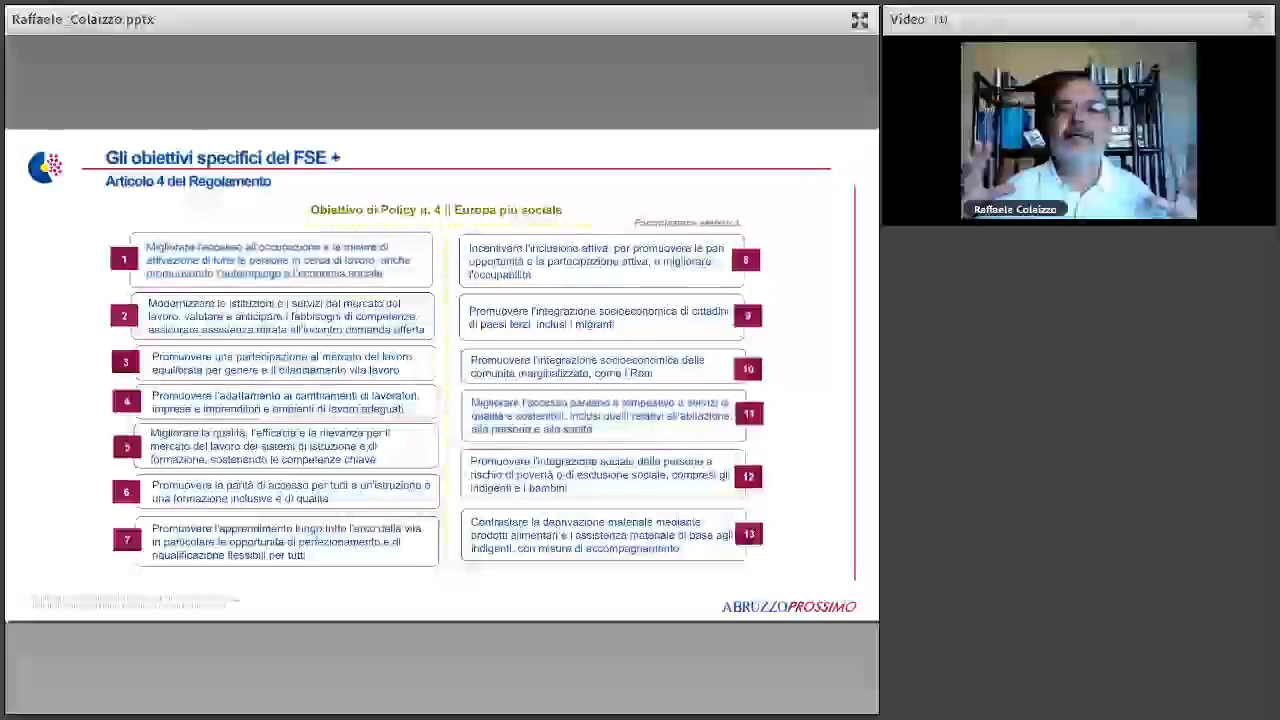 Raffaele_Colaizzo.pptx
Video (1)
Raffaele Colaizzo
Gli obiettivi specifici del FSE +
Articolo 4 del Regolamento
Obiettivo di Policy n. 4 || Europa più sociale
1
Migliorare l'accesso all'occupazione e le misure di
attivazione di tutte le persone in cerca di lavoro, anche
promuovendo l'autoimpiego e l'economia sociale
2
Modernizzare le istituzioni e i servizi del mercato del
lavoro, valutare e anticipare i fabbisogni di competenze,
assicurare assistenza mirata all'incontro domanda offerta
3
Promuovere una partecipazione al mercato del lavoro
equilibrata per genere e il bilanciamento vita lavoro
4
Promuovere l'adattamento ai cambiamenti di lavoratori,
imprese e imprenditori e ambienti di lavoro adeguati
5
Migliorare la qualità, l'efficacia e la rilevanza per il
mercato del lavoro dei sistemi di istruzione e di
formazione, sostenendo le competenze chiave
6
Promuovere la parità di accesso per tutti a un'istruzione o
una formazione inclusive e di qualità
7
Promuovere l'apprendimento lungo tutto l'arco della vita,
in particolare le opportunità di perfezionamento e di
riqualificazione flessibili per tutti
Incentivare l'inclusione attiva, per promuovere le pari
opportunità e la partecipazione attiva, e migliorare
l'occupabilità
8
Promuovere l'integrazione socioeconomica di cittadini
di paesi terzi, inclusi i migranti
9
Promuovere l'integrazione socioeconomica delle
comunità marginalizzate, come i Rom
10
Migliorare l'accesso paritario e tempestivo a servizi di
qualità e sostenibili, inclusi quelli relativi all'abitazione,
alla persona e alla sanità
11
Promuovere l'integrazione sociale delle persone a
rischio di povertà o di esclusione sociale, compresi gli
indigenti e i bambini
12
Contrastare la deprivazione materiale mediante
prodotti alimentari e l'assistenza materiale di base agli
indigenti, con misure di accompagnamento
13
ABRUZZOPROSSIMO